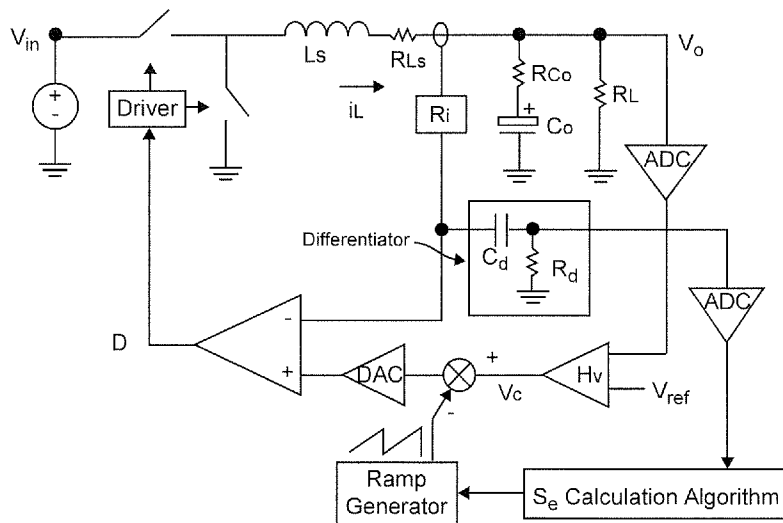 Vin
Ls
RLs
Vo
+
-
Driver
iL
Ri
RCo
+
Co
RL
ADC
Differentiator
Cd
Rd
ADC
-
D
+
DAC
+
Vc
-
Hv
Vref
Ramp
Generator
Se Calculation Algorithm